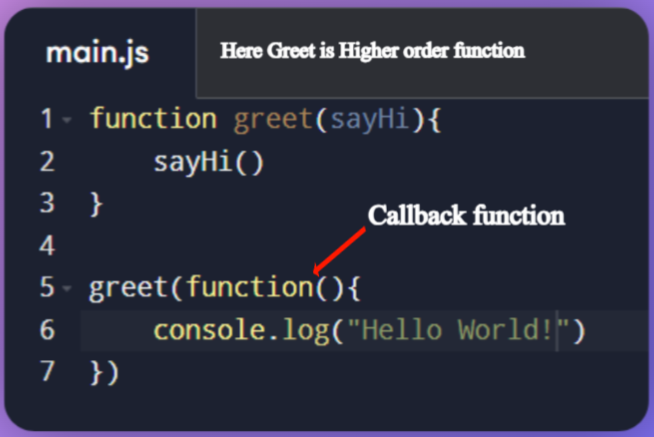 main.js
Here Greet is Higher order function
1 function greet(sayHi){
2     sayHi()
3 }
Callback function
4
5 greet(function(){
6     console.log("Hello World!")
7 })